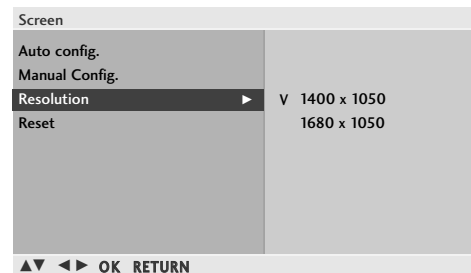 Screen
Auto config.
Manual Config.
Resolution ► V 1400 x 1050
Reset 1680 x 1050
▲▼ ◄► OK RETURN